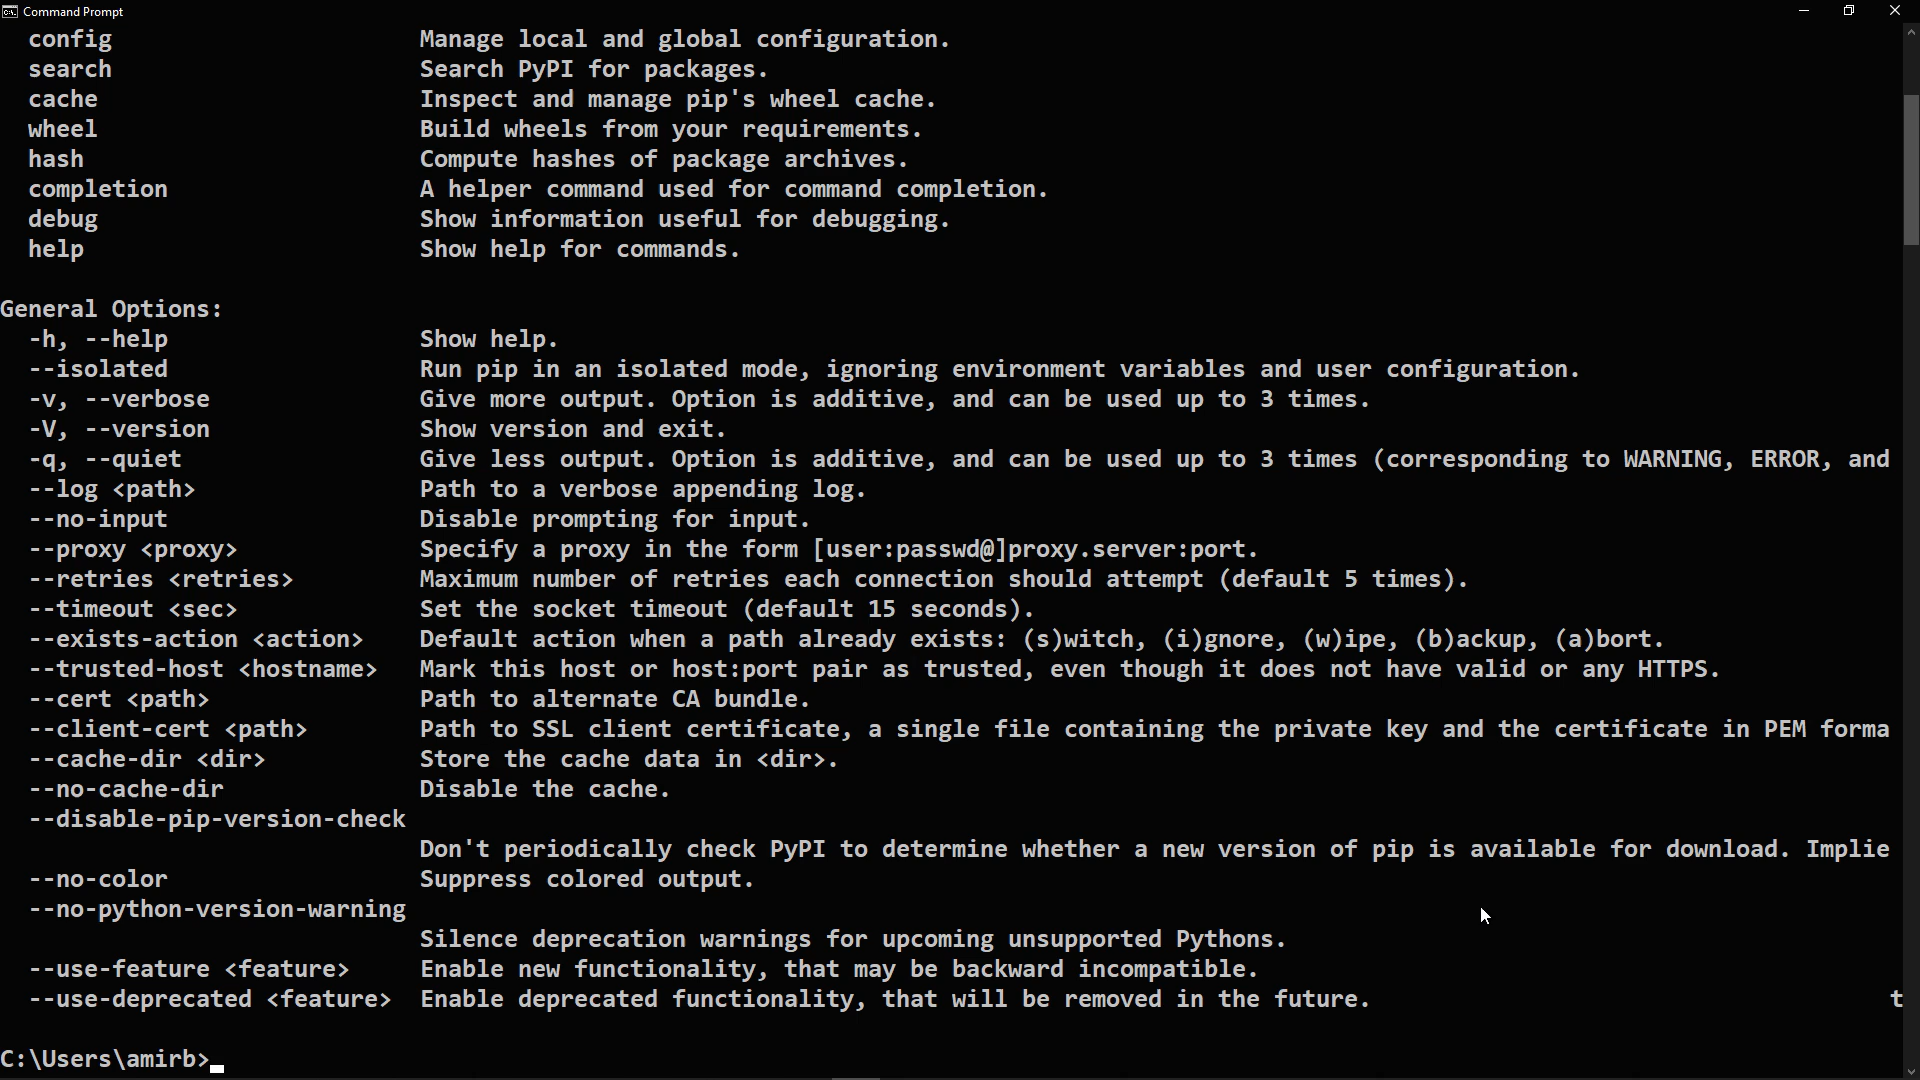 Command Prompt
config Manage local and global configuration.
search Search PyPI for packages.
cache Inspect and manage pip's wheel cache.
wheel Build wheels from your requirements.
hash Compute hashes of package archives.
completion A helper command used for command completion.
debug Show information useful for debugging.
help Show help for commands.
General Options:
-h, --help Show help.
--isolated Run pip in an isolated mode, ignoring environment variables and user configuration.
-v, --verbose Give more output. Option is additive, and can be used up to 3 times.
-V, --version Show version and exit.
-q, --quiet Give less output. Option is additive, and can be used up to 3 times (corresponding to WARNING, ERROR, and
--log <path> Path to a verbose appending log.
--no-input Disable prompting for input.
--proxy <proxy> Specify a proxy in the form [user:passwd@]proxy.server:port.
--retries <retries> Maximum number of retries each connection should attempt (default 5 times).
--timeout <sec> Set the socket timeout (default 15 seconds).
--exists-action <action> Default action when a path already exists: (s)witch, (i)gnore, (w)ipe, (b)ackup, (a)bort.
--trusted-host <hostname> Mark this host or host:port pair as trusted, even though it does not have valid or any HTTPS.
--cert <path> Path to alternate CA bundle.
--client-cert <path> Path to SSL client certificate, a single file containing the private key and the certificate in PEM forma
--cache-dir <dir> Store the cache data in <dir>.
--no-cache-dir Disable the cache.
--disable-pip-version-check
Don't periodically check PyPI to determine whether a new version of pip is available for download. Implie
--no-color Suppress colored output.
--no-python-version-warning
Silence deprecation warnings for upcoming unsupported Pythons.
--use-feature <feature> Enable new functionality, that may be backward incompatible.
--use-deprecated <feature> Enable deprecated functionality, that will be removed in the future. t
C:\Users\amirb>